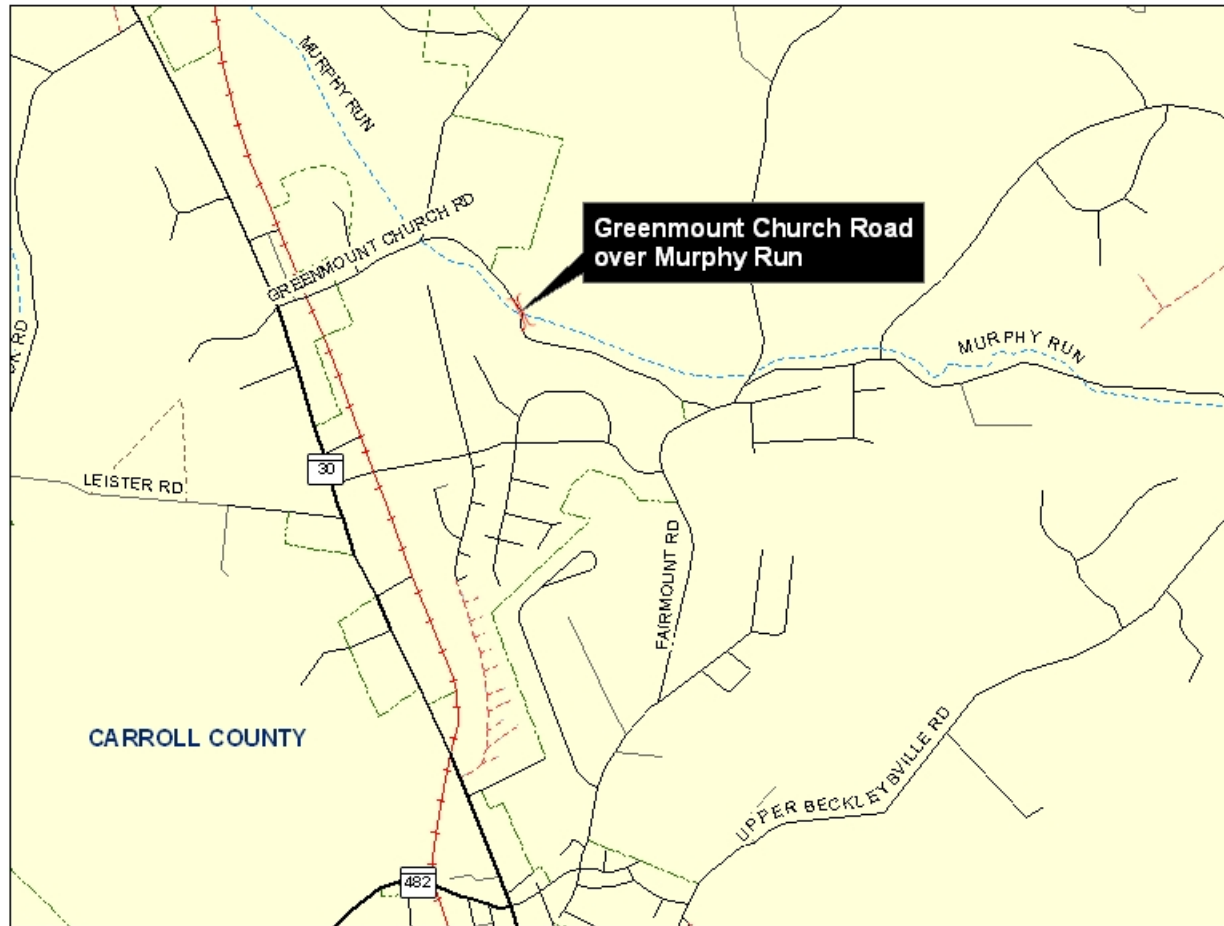 MURPHY RUN
GREENMOUNT CHURCH RD
Greenmount Church Road
over Murphy Run
MURPHY RUN
30
LEISTER RD
FAIRMOUNT RD
CARROLL COUNTY
UPPER BECKLEYSVILLE RD
482
RD